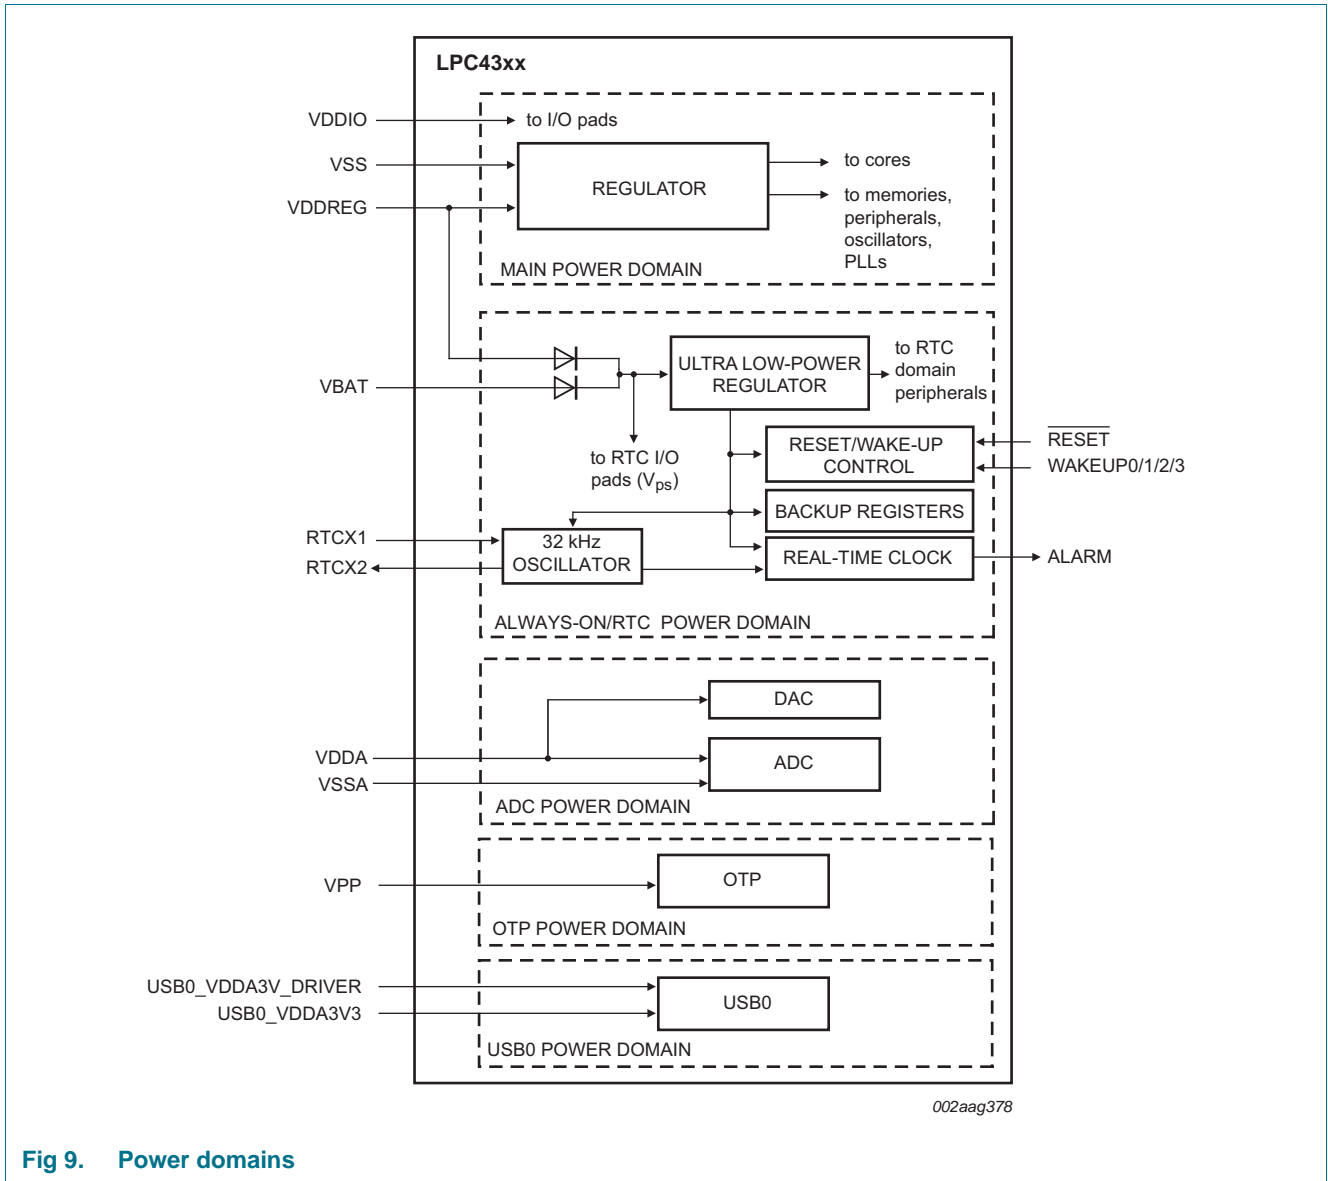 LPC43xx
VDDIO
to I/O pads
VSS
VDDREG
REGULATOR
to cores
to memories,
peripherals,
oscillators,
PLLs
MAIN POWER DOMAIN
VBAT
ULTRA LOW-POWER
REGULATOR
to RTC
domain
peripherals
to RTC I/O
pads (Vps)
RESET/WAKE-UP
CONTROL
RESET
WAKEUP0/1/2/3
BACKUP REGISTERS
RTCX1
RTCX2
32 kHz
OSCILLATOR
REAL-TIME CLOCK
ALARM
ALWAYS-ON/RTC POWER DOMAIN
DAC
VDDA
VSSA
ADC
ADC POWER DOMAIN
VPP
OTP
OTP POWER DOMAIN
USB0_VDDA3V_DRIVER
USB0_VDDA3V3
USB0
USB0 POWER DOMAIN
002aag378
Fig 9. Power domains